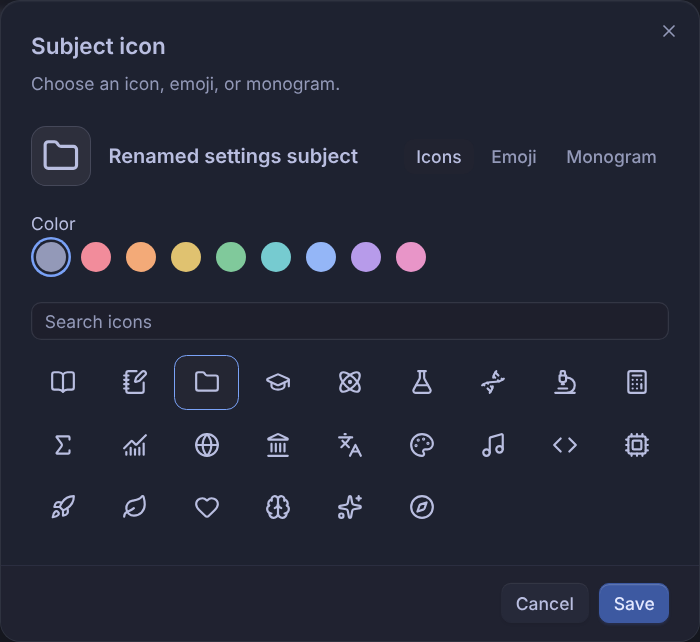 Subject icon
Choose an icon, emoji, or monogram.
Renamed settings subject
Icons Emoji Monogram
Color
Search icons
Cancel Save